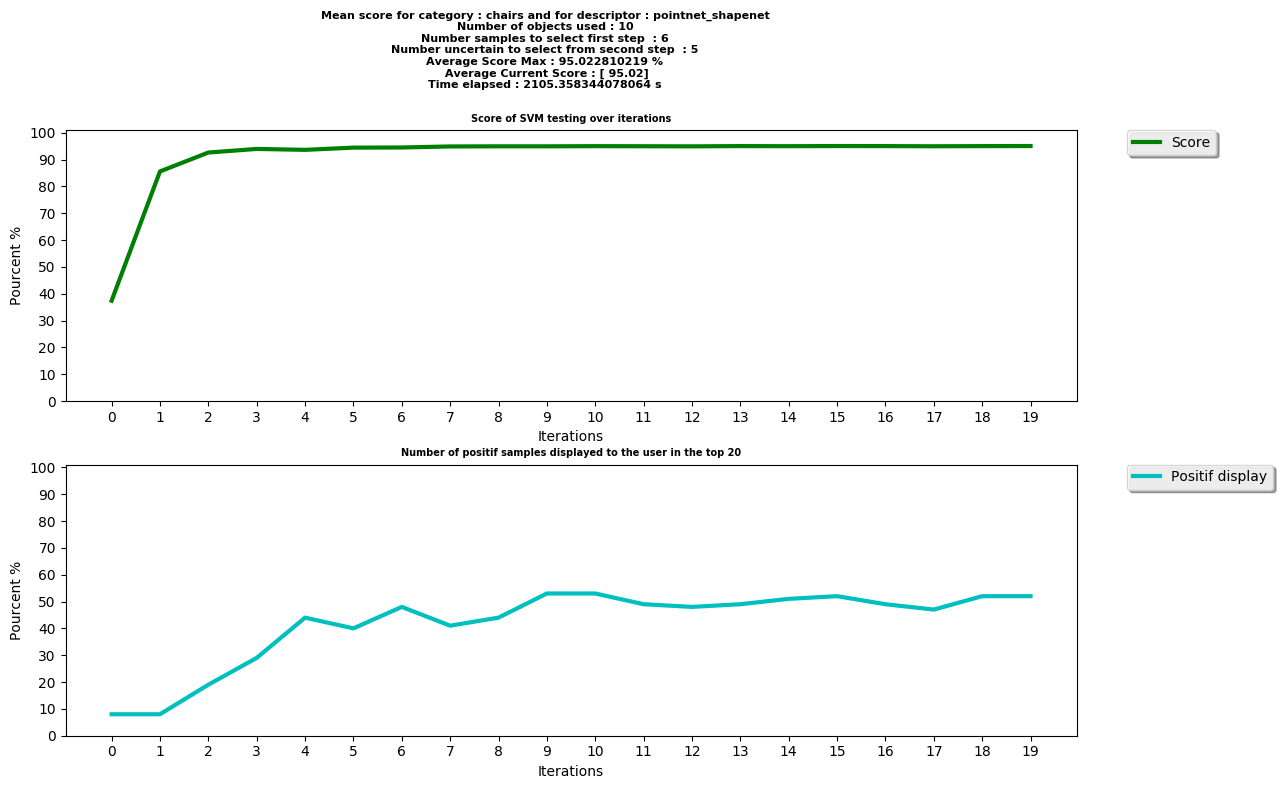 Mean score for category : chairs and for descriptor : pointnet_shapenet
Number of objects used : 10
Number samples to select first step  : 6
Number uncertain to select from second step  : 5
Average Score Max : 95.022810219 %
Average Current Score : [ 95.02]
Time elapsed : 2105.358344078064 s
Score of SVM testing over iterations
100
90
80
70
60
50
40
30
20
10
0
Pourcent %
0 1 2 3 4 5 6 7 8 9 10 11 12 13 14 15 16 17 18 19
Iterations
Score
Number of positif samples displayed to the user in the top 20
100
90
80
70
60
50
40
30
20
10
0
Pourcent %
0 1 2 3 4 5 6 7 8 9 10 11 12 13 14 15 16 17 18 19
Iterations
Positif display